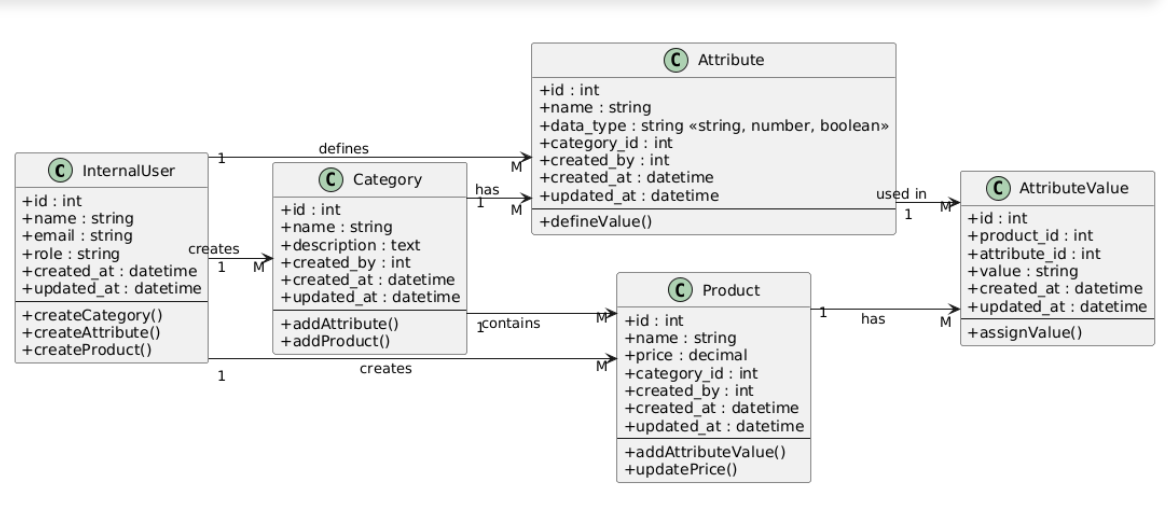 C InternalUser
+id : int
+name : string
+email : string
+role : string
+created_at : datetime
+updated_at : datetime
+createCategory()
+createAttribute()
+createProduct()
1
defines
M
creates
1
M
1
creates
M
C Category
+id : int
+name : string
+description : text
+created_by : int
+created_at : datetime
+updated_at : datetime
+addAttribute()
+addProduct()
has
1
M
1
contains
M
C Attribute
+id : int
+name : string
+data_type : string «string, number, boolean»
+category_id : int
+created_by : int
+created_at : datetime
+updated_at : datetime
+defineValue()
used in
1
M
C Product
+id : int
+name : string
+price : decimal
+category_id : int
+created_by : int
+created_at : datetime
+updated_at : datetime
+addAttributeValue()
+updatePrice()
1
has
M
C AttributeValue
+id : int
+product_id : int
+attribute_id : int
+value : string
+created_at : datetime
+updated_at : datetime
+assignValue()